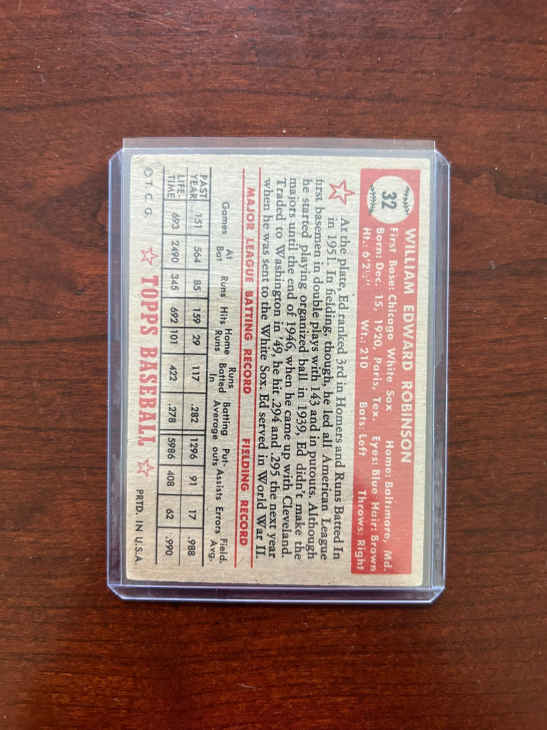 32
WILLIAM EDWARD ROBINSON
First Base: Chicago White Sox Home: Baltimore, Md.
Born: Dec. 15, 1920, Paris, Tex. Eyes: Blue Hair: Brown
Ht.: 6'2½" Wt.: 210 Bats: Left Throws: Right
At the plate, Ed ranked 3rd in Homers and Runs Batted In
in 1951. In fielding, though, he led all American League
first basemen in double plays with 143 and in putouts. Although
he started playing organized ball in 1939, Ed didn't make the
majors until the end of 1946, when he came up with Cleveland.
Traded to Washington in '49, he hit .294 and .295 the next year
when he was sent to the White Sox. Ed served in World War II.
MAJOR LEAGUE BATTING RECORD FIELDING RECORD
Games At Bat Runs Hits Home Runs Runs Batted In Batting Average Put-outs Assists Errors Field. Avg.
PAST YEAR 151 564 85 159 29 117 .282 1296 91 17 .988
LIFE-TIME 693 2490 345 692 101 422 .278 5986 408 62 .990
© T.C.G. TOPPS BASEBALL PRTD. IN U.S.A.